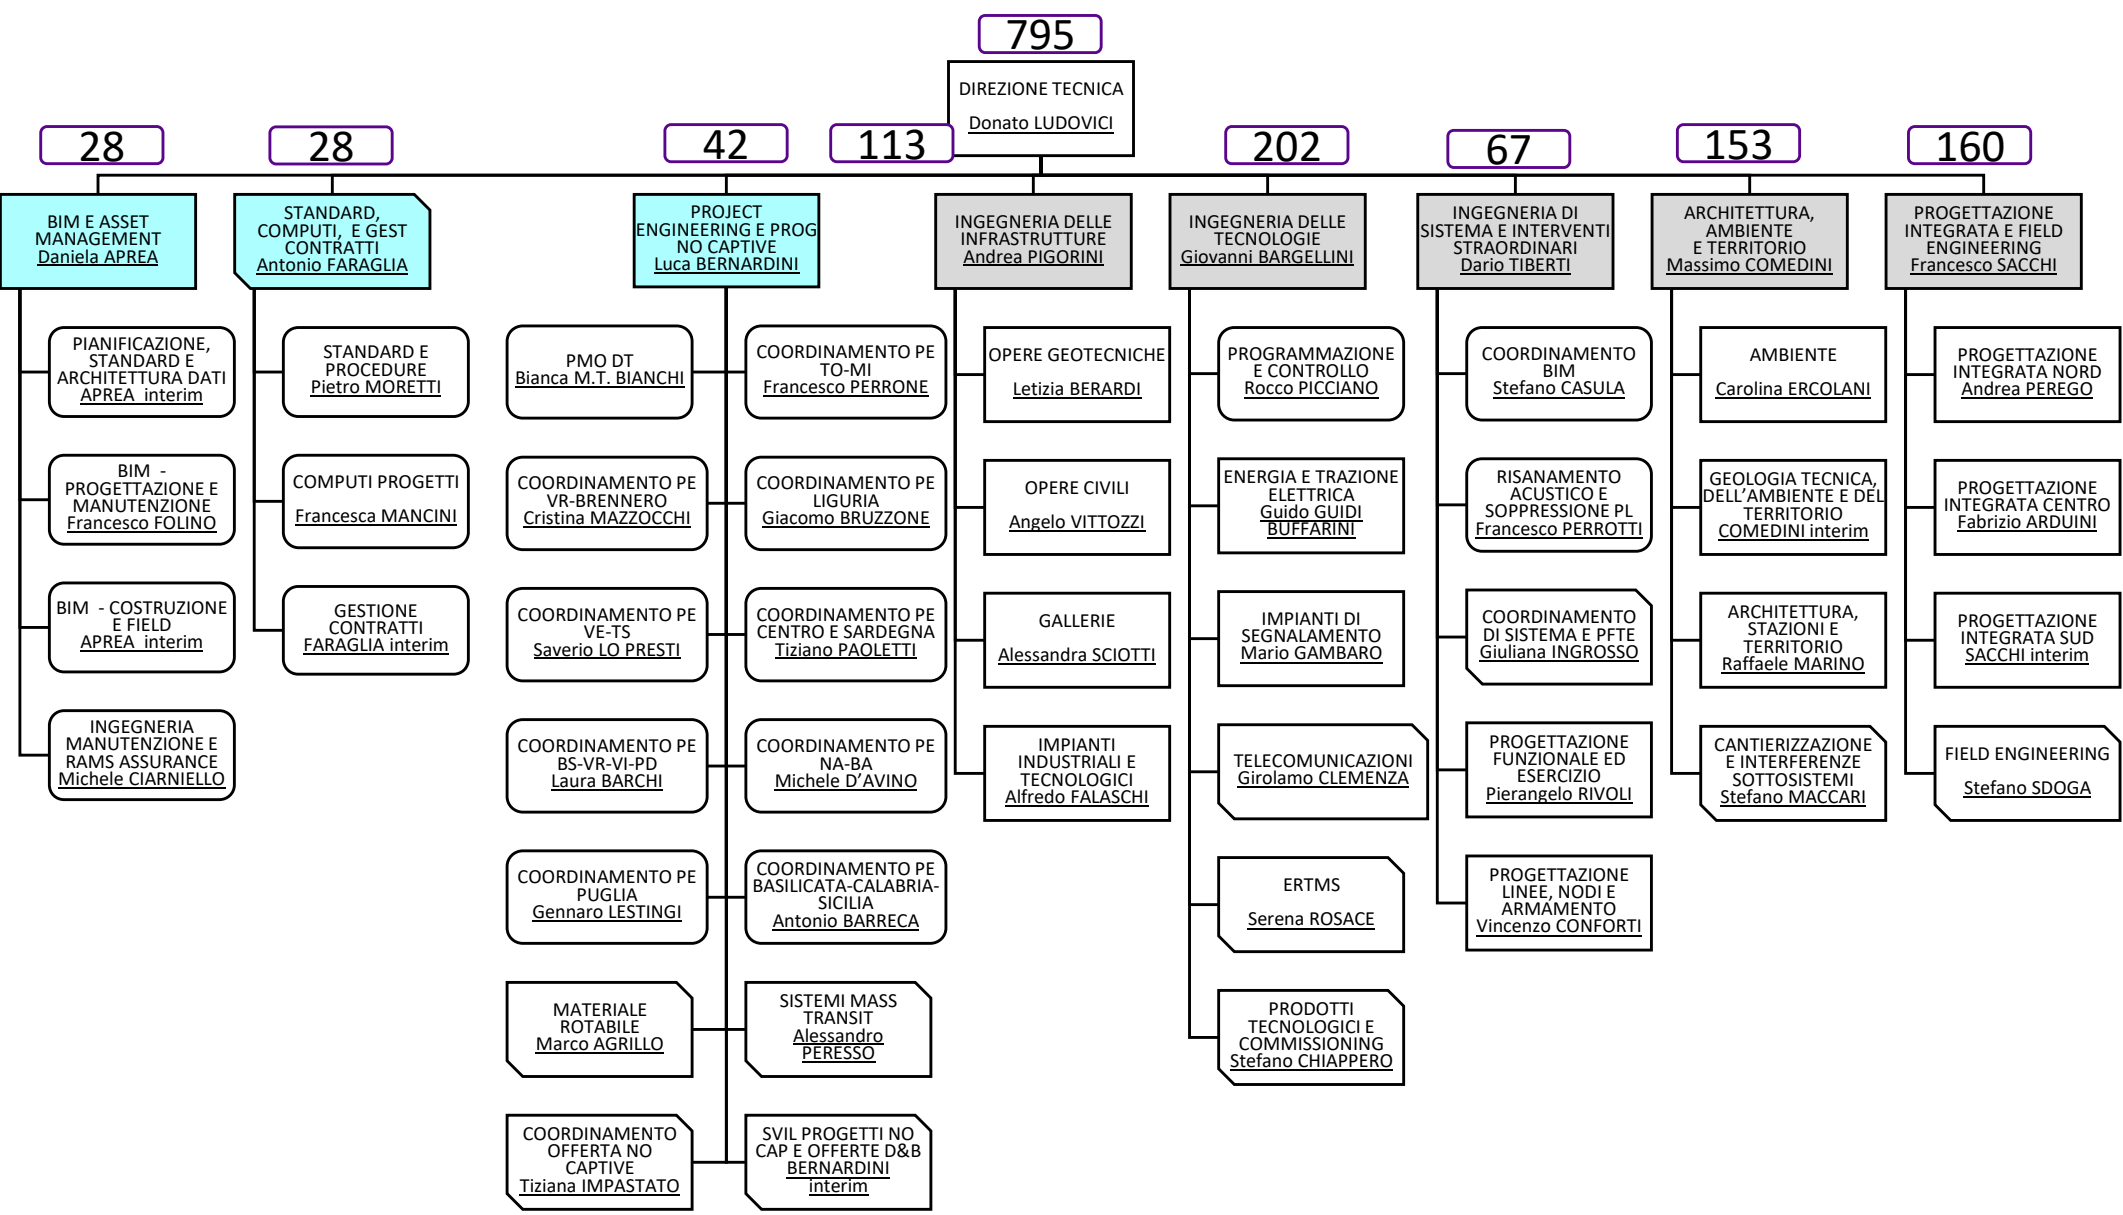 795
DIREZIONE TECNICA
Donato LUDOVICI
28
28
42
113
202
67
153
160
BIM E ASSET
MANAGEMENT
Daniela APREA
STANDARD,
COMPUTI, E GEST
CONTRATTI
Antonio FARAGLIA
PROJECT
ENGINEERING E PROG
NO CAPTIVE
Luca BERNARDINI
INGEGNERIA DELLE
INFRASTRUTTURE
Andrea PIGORINI
INGEGNERIA DELLE
TECNOLOGIE
Giovanni BARGELLINI
INGEGNERIA DI
SISTEMA E INTERVENTI
STRAORDINARI
Dario TIBERTI
ARCHITETTURA,
AMBIENTE
E TERRITORIO
Massimo COMEDINI
PROGETTAZIONE
INTEGRATA E FIELD
ENGINEERING
Francesco SACCHI
PIANIFICAZIONE,
STANDARD E
ARCHITETTURA DATI
APREA interim
BIM -
PROGETTAZIONE E
MANUTENZIONE
Francesco FOLINO
BIM - COSTRUZIONE
E FIELD
APREA interim
INGEGNERIA
MANUTENZIONE E
RAMS ASSURANCE
Michele CIARNIELLO
STANDARD E
PROCEDURE
Pietro MORETTI
COMPUTI PROGETTI
Francesca MANCINI
GESTIONE
CONTRATTI
FARAGLIA interim
PMO DT
Bianca M.T. BIANCHI
COORDINAMENTO PE
TO-MI
Francesco PERRONE
COORDINAMENTO PE
VR-BRENNERO
Cristina MAZZOCCHI
COORDINAMENTO PE
LIGURIA
Giacomo BRUZZONE
COORDINAMENTO PE
VE-TS
Saverio LO PRESTI
COORDINAMENTO PE
CENTRO E SARDEGNA
Tiziano PAOLETTI
COORDINAMENTO PE
BS-VR-VI-PD
Laura BARCHI
COORDINAMENTO PE
NA-BA
Michele D'AVINO
COORDINAMENTO PE
PUGLIA
Gennaro LESTINGI
COORDINAMENTO PE
BASILICATA-CALABRIA-
SICILIA
Antonio BARRECA
MATERIALE
ROTABILE
Marco AGRILLO
SISTEMI MASS
TRANSIT
Alessandro
PERESSO
COORDINAMENTO
OFFERTA NO
CAPTIVE
Tiziana IMPASTATO
SVIL PROGETTI NO
CAP E OFFERTE D&B
BERNARDINI
interim
OPERE GEOTECNICHE
Letizia BERARDI
OPERE CIVILI
Angelo VITTOZZI
GALLERIE
Alessandra SCIOTTI
IMPIANTI
INDUSTRIALI E
TECNOLOGICI
Alfredo FALASCHI
PROGRAMMAZIONE
E CONTROLLO
Rocco PICCIANO
ENERGIA E TRAZIONE
ELETTRICA
Guido GUIDI
BUFFARINI
IMPIANTI DI
SEGNALAMENTO
Mario GAMBARO
TELECOMUNICAZIONI
Girolamo CLEMENZA
ERTMS
Serena ROSACE
PRODOTTI
TECNOLOGICI E
COMMISSIONING
Stefano CHIAPPERO
COORDINAMENTO
BIM
Stefano CASULA
RISANAMENTO
ACUSTICO E
SOPPRESSIONE PL
Francesco PERROTTI
COORDINAMENTO
DI SISTEMA E PFTE
Giuliana INGROSSO
PROGETTAZIONE
FUNZIONALE ED
ESERCIZIO
Pierangelo RIVOLI
PROGETTAZIONE
LINEE, NODI E
ARMAMENTO
Vincenzo CONFORTI
AMBIENTE
Carolina ERCOLANI
GEOLOGIA TECNICA,
DELL'AMBIENTE E DEL
TERRITORIO
COMEDINI interim
ARCHITETTURA,
STAZIONI E
TERRITORIO
Raffaele MARINO
CANTIERIZZAZIONE
E INTERFERENZE
SOTTOSISTEMI
Stefano MACCARI
PROGETTAZIONE
INTEGRATA NORD
Andrea PEREGO
PROGETTAZIONE
INTEGRATA CENTRO
Fabrizio ARDUINI
PROGETTAZIONE
INTEGRATA SUD
SACCHI interim
FIELD ENGINEERING
Stefano SDOGA